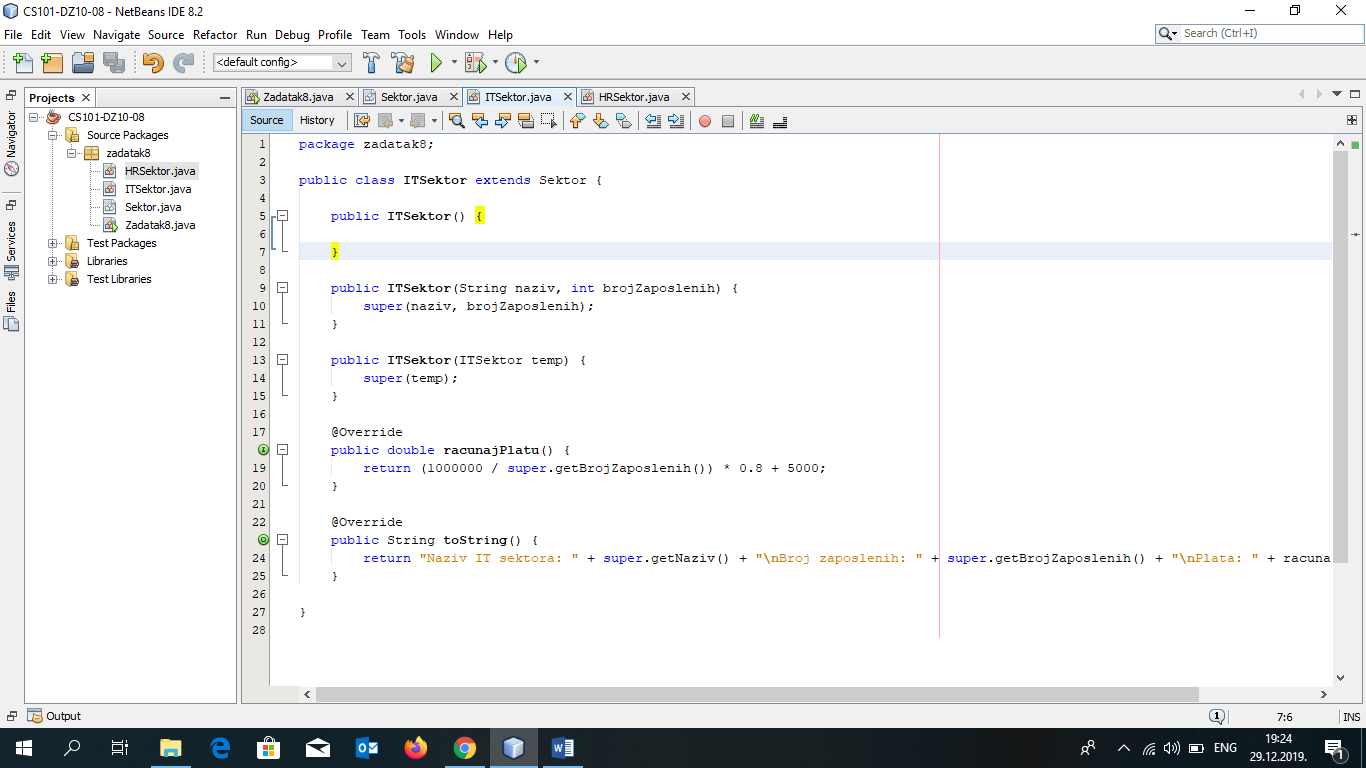 CS101-DZ10-08 - NetBeans IDE 8.2
File Edit View Navigate Source Refactor Run Debug Profile Team Tools Window Help
Search (Ctrl+I)
<default config>
Projects
Zadatak8.java Sektor.java ITSektor.java HRSektor.java
Source History
Navigator
Services
Files
CS101-DZ10-08
Source Packages
zadatak8
HRSektor.java
ITSektor.java
Sektor.java
Zadatak8.java
Test Packages
Libraries
Test Libraries
1 package zadatak8;
2
3 public class ITSektor extends Sektor {
4
5 public ITSektor() {
6
7 }
8
9 public ITSektor(String naziv, int brojZaposlenih) {
10 super(naziv, brojZaposlenih);
11 }
12
13 public ITSektor(ITSektor temp) {
14 super(temp);
15 }
16
17 @Override
public double racunajPlatu() {
19 return (1000000 / super.getBrojZaposlenih()) * 0.8 + 5000;
20 }
21
22 @Override
public String toString() {
24 return "Naziv IT sektora: " + super.getNaziv() + "\nBroj zaposlenih: " + super.getBrojZaposlenih() + "\nPlata: " + racuna
25 }
26
27 }
28
Output
1 7:6 INS
ENG 19:24
29.12.2019. 1